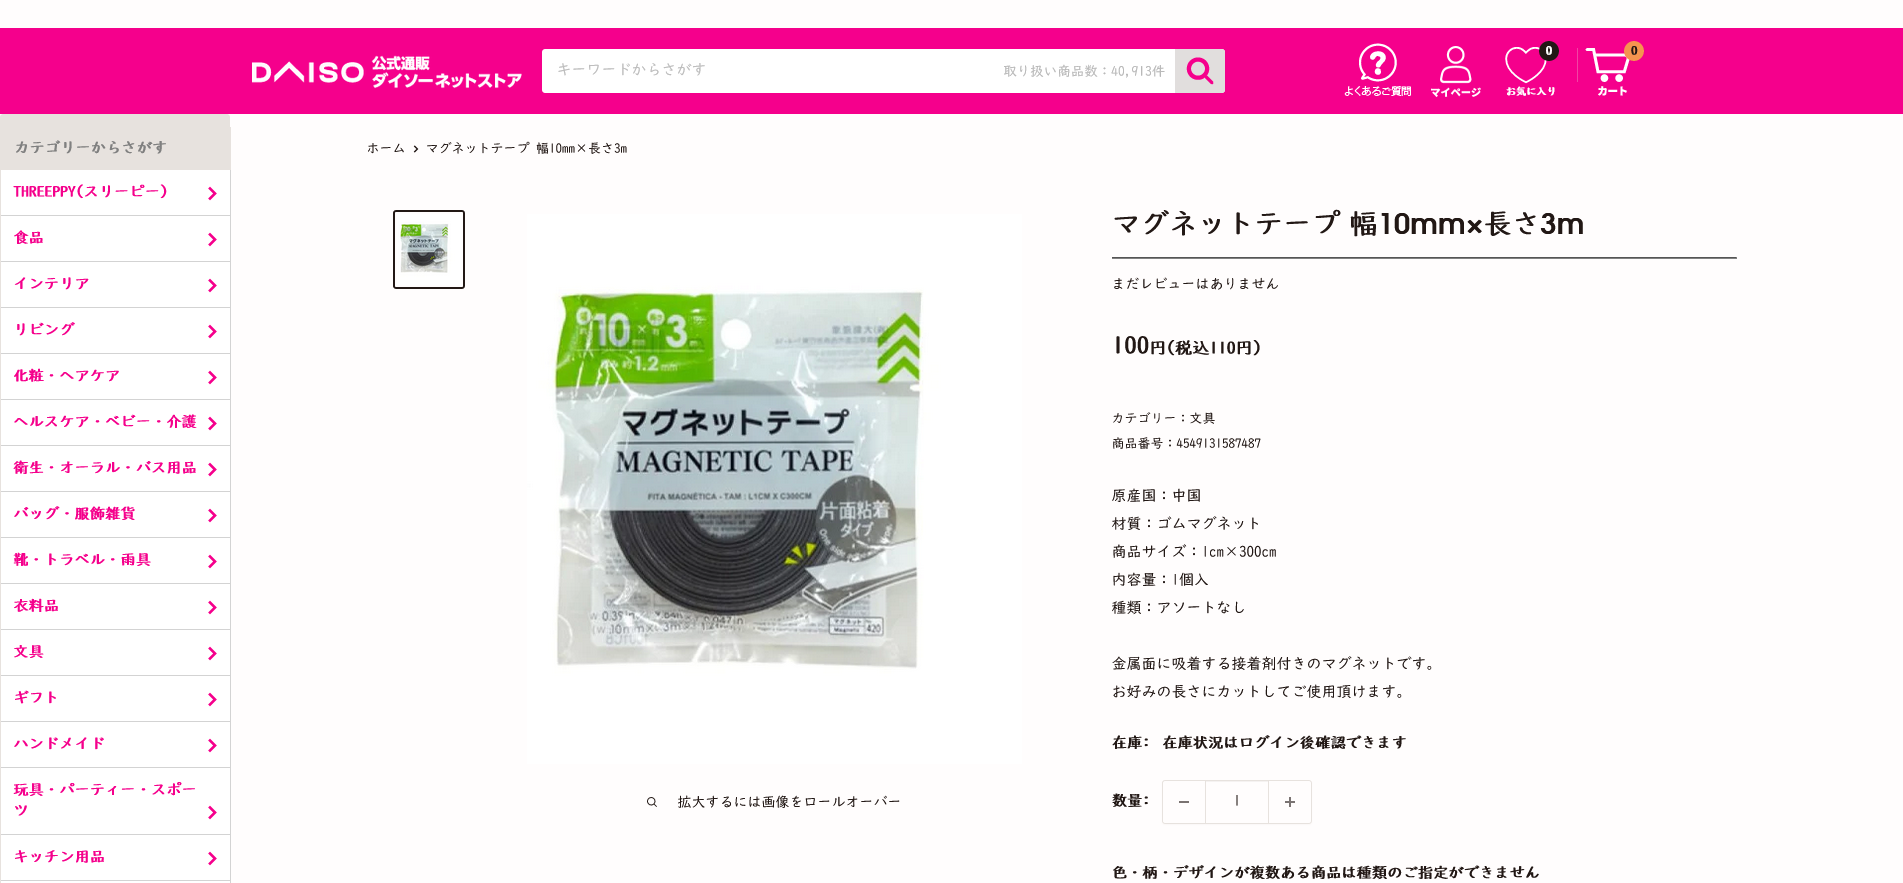 DAISO 公式通販
ダイソーネットストア
キーワードからさがす
取り扱い商品数：40,913件
よくあるご質問
マイページ
0
お気に入り
0
カート
カテゴリーからさがす
THREEPPY(スリーピー)
食品
インテリア
リビング
化粧・ヘアケア
ヘルスケア・ベビー・介護
衛生・オーラル・バス用品
バッグ・服飾雑貨
靴・トラベル・雨具
衣料品
文具
ギフト
ハンドメイド
玩具・パーティー・スポー
ツ
キッチン用品
ホーム > マグネットテープ 幅10mm×長さ3m
10 × 3
約1.2
マグネットテープ
MAGNETIC TAPE
FITA MAGNÉTICA - TAM : L1CM X C300CM
片面粘着
タイプ
マグネット
Magnets
420
拡大するには画像をロールオーバー
マグネットテープ 幅10mm×長さ3m
まだレビューはありません
100円(税込110円)
カテゴリー：文具
商品番号：4549131587487
原産国：中国
材質：ゴムマグネット
商品サイズ：1cm×300cm
内容量：1個入
種類：アソートなし
金属面に吸着する接着剤付きのマグネットです。
お好みの長さにカットしてご使用頂けます。
在庫: 在庫状況はログイン後確認できます
数量: − 1 +
色・柄・デザインが複数ある商品は種類のご指定ができません